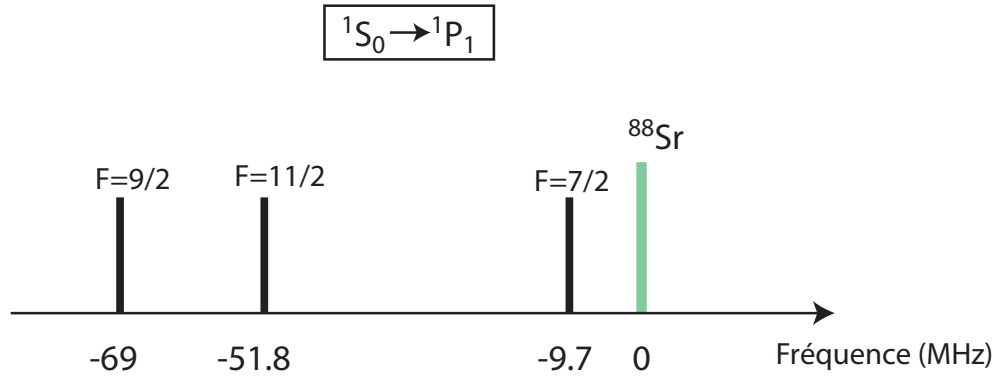 ¹S₀→¹P₁
⁸⁸Sr
F=9/2 F=11/2 F=7/2
-69 -51.8 -9.7 0 Fréquence (MHz)